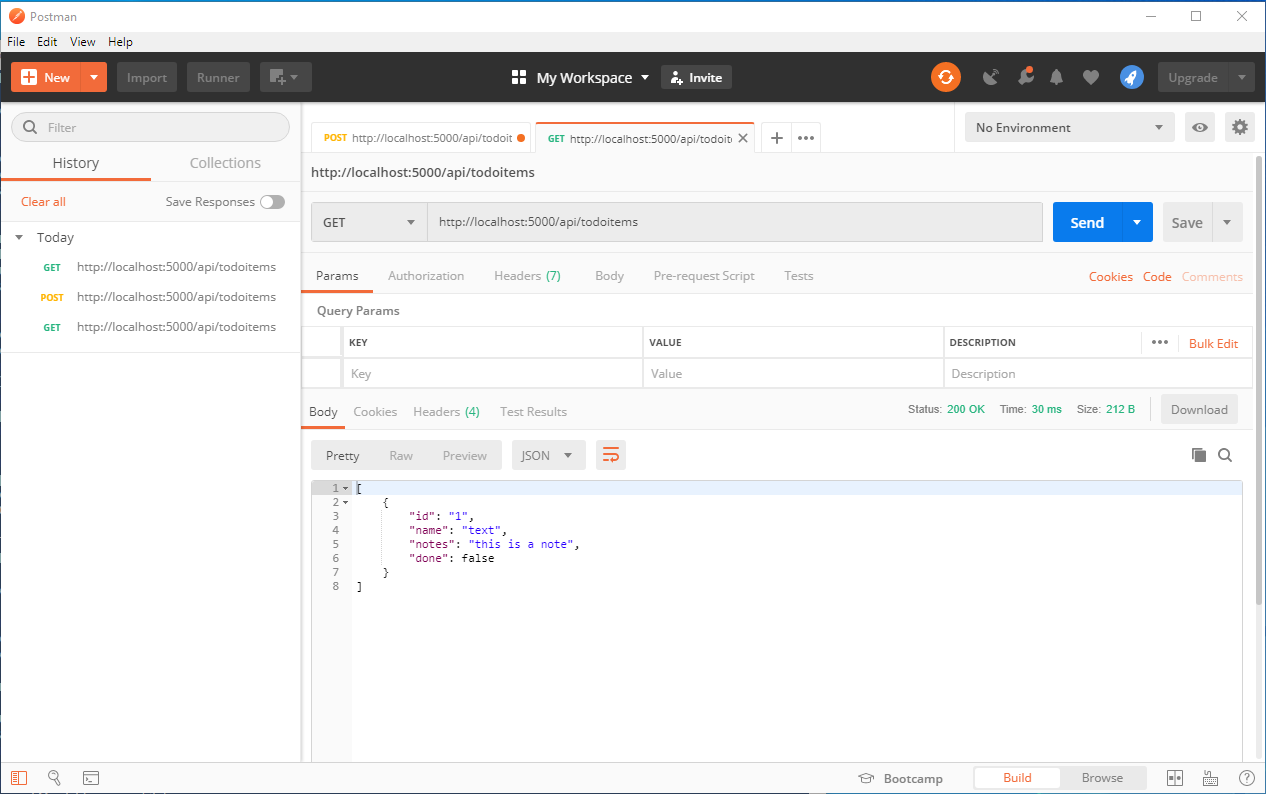 Postman
File Edit View Help
New Import Runner My Workspace Invite Upgrade
Filter
History Collections
Clear all Save Responses
Today
GET http://localhost:5000/api/todoitems
POST http://localhost:5000/api/todoitems
GET http://localhost:5000/api/todoitems
POST http://localhost:5000/api/todoit GET http://localhost:5000/api/todoit No Environment
http://localhost:5000/api/todoitems
GET http://localhost:5000/api/todoitems Send Save
Params Authorization Headers (7) Body Pre-request Script Tests Cookies Code Comments
Query Params
KEY VALUE DESCRIPTION Bulk Edit
Key Value Description
Body Cookies Headers (4) Test Results Status: 200 OK Time: 30 ms Size: 212 B Download
Pretty Raw Preview JSON
1 [
2 {
3 "id": "1",
4 "name": "text",
5 "notes": "this is a note",
6 "done": false
7 }
8 ]
Bootcamp Build Browse